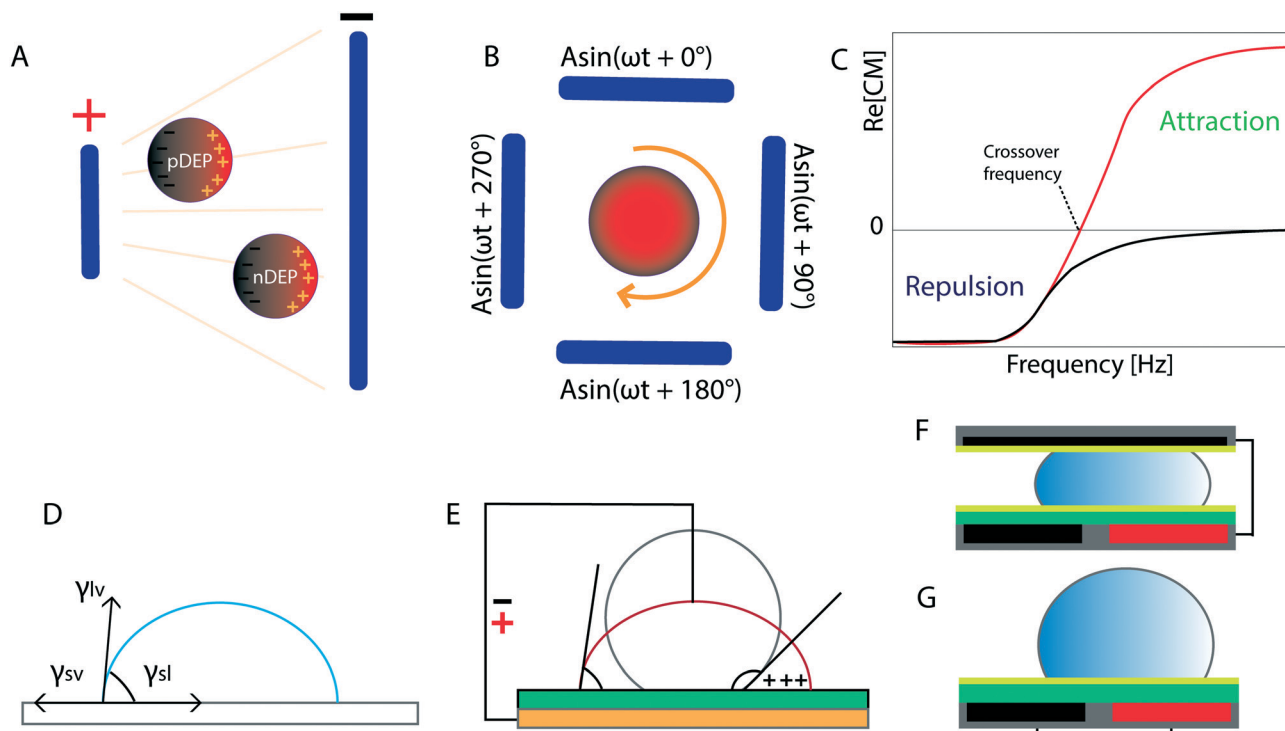 A
−
+
− − − − −
pDEP
+ + + + +
− − − − −
nDEP
+ + + + +
B
Asin(ωt + 0°)
Asin(ωt + 270°)
Asin(ωt + 90°)
Asin(ωt + 180°)
C
Re[CM]
Attraction
Crossover
frequency
0
Repulsion
Frequency [Hz]
D
γlv
γsv
γsl
E
−
+
+++
F
G